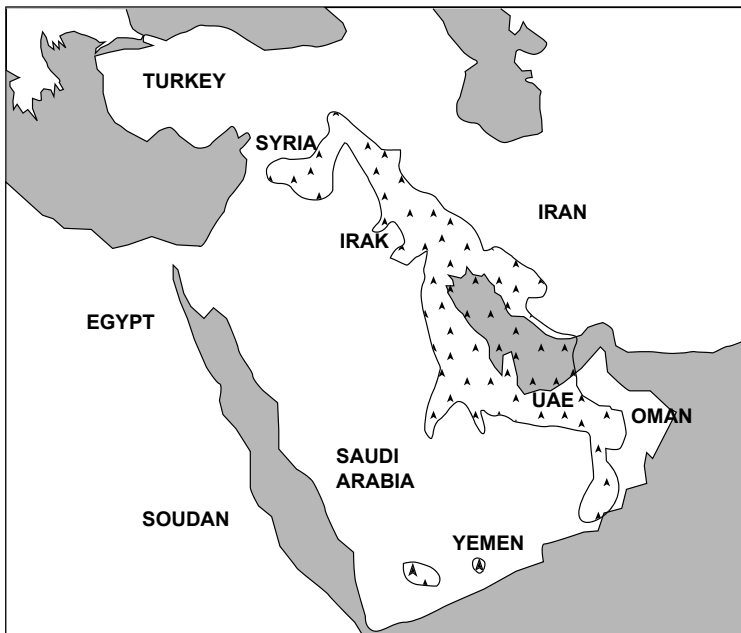 TURKEY
SYRIA
IRAN
IRAK
EGYPT
UAE
OMAN
SAUDI
ARABIA
SOUDAN
YEMEN